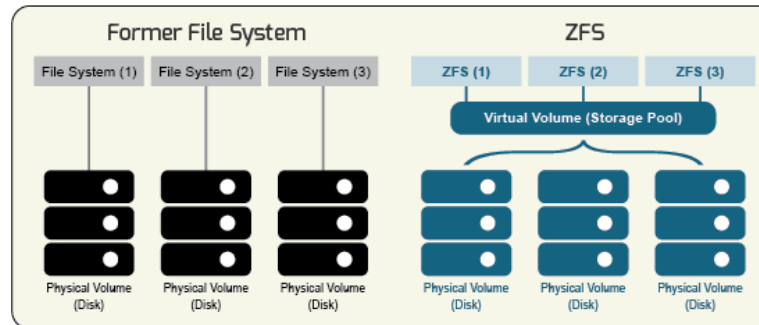 Former File System
File System (1) File System (2) File System (3)
Physical Volume
(Disk)
Physical Volume
(Disk)
Physical Volume
(Disk)
ZFS
ZFS (1) ZFS (2) ZFS (3)
Virtual Volume (Storage Pool)
Physical Volume
(Disk)
Physical Volume
(Disk)
Physical Volume
(Disk)